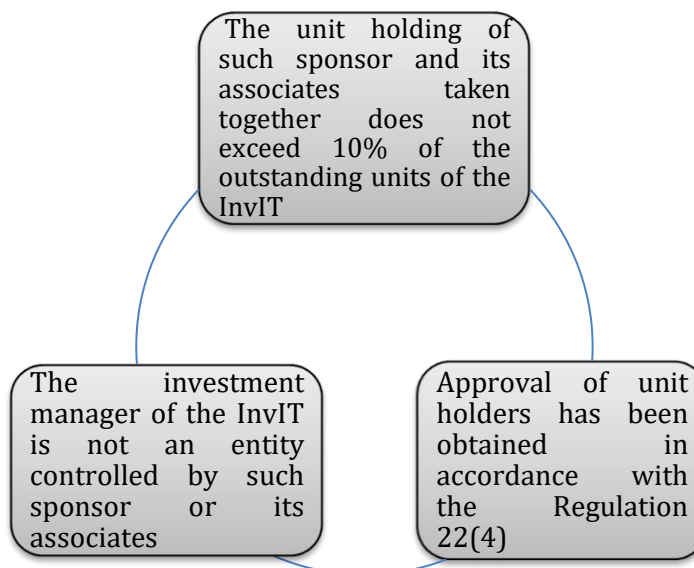 The unit holding of
such sponsor and its
associates taken
together does not
exceed 10% of the
outstanding units of the
InvIT
The investment
manager of the InvIT
is not an entity
controlled by such
sponsor or its
associates
Approval of unit
holders has been
obtained in
accordance with
the Regulation
22(4)